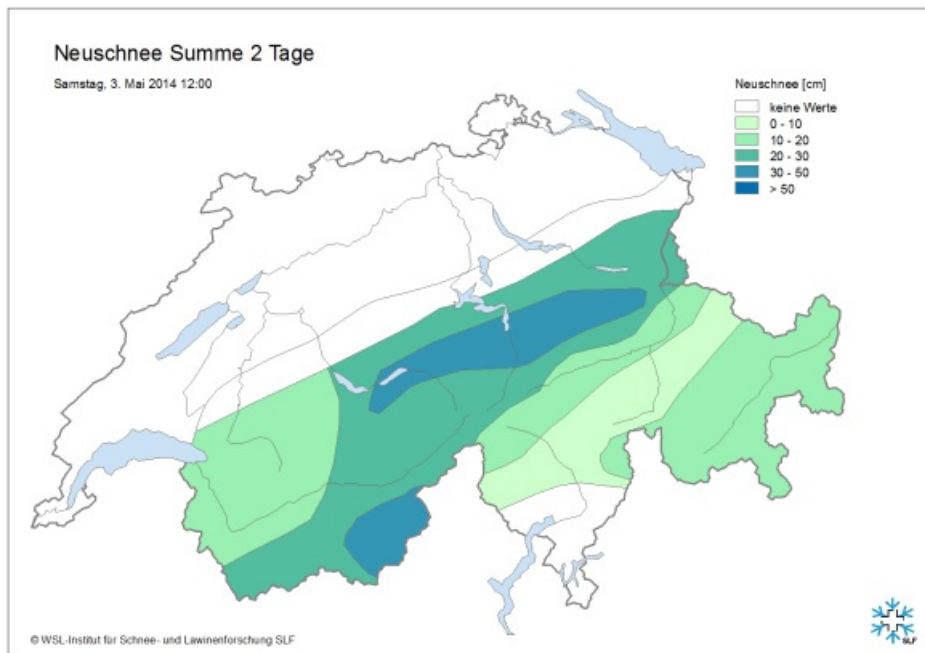 Neuschnee Summe 2 Tage
Samstag, 3. Mai 2014 12:00
Neuschnee [cm]
keine Werte
0 - 10
10 - 20
20 - 30
30 - 50
> 50
© WSL-Institut für Schnee- und Lawinenforschung SLF
SLF